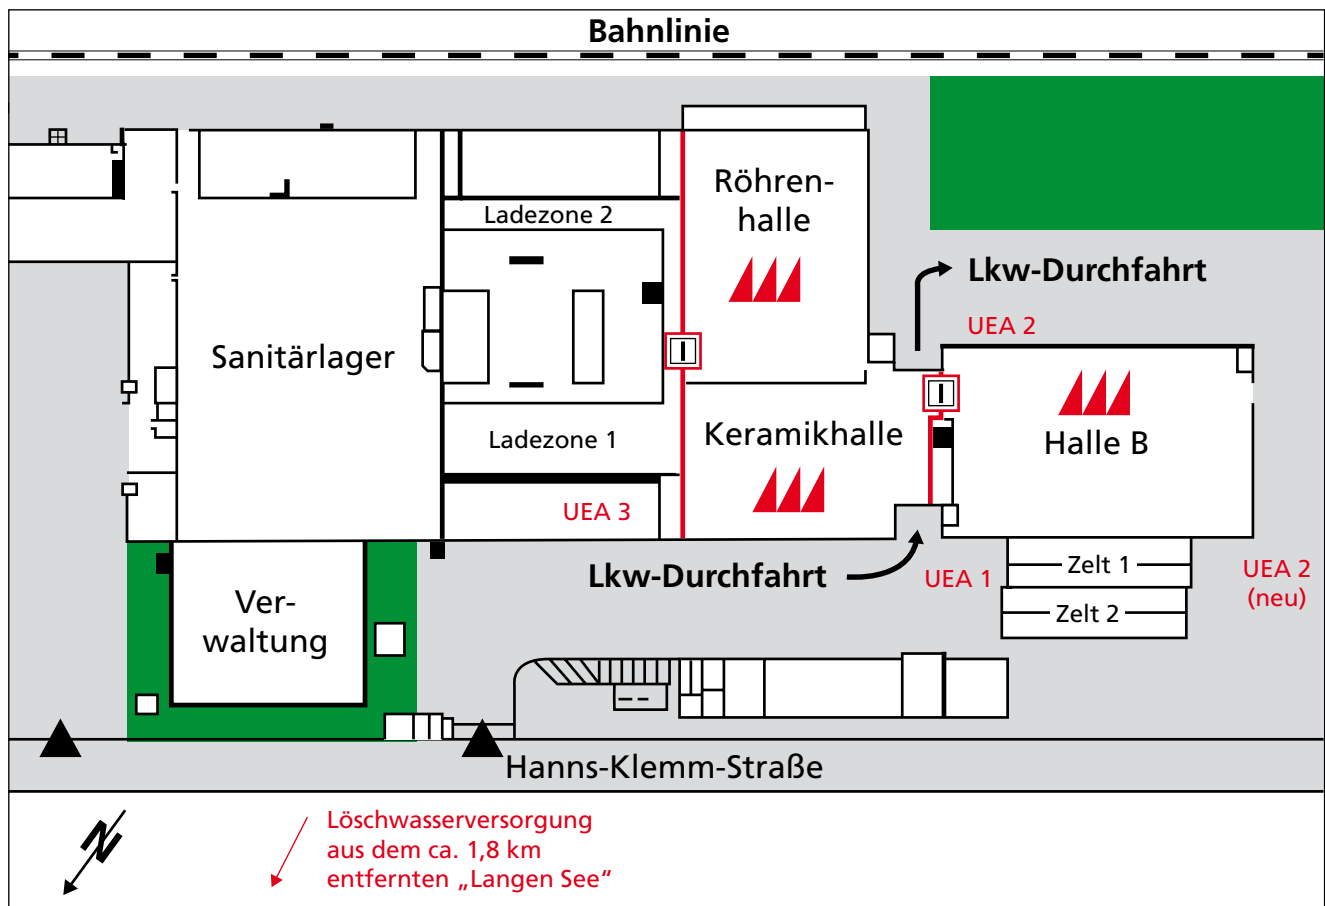 Bahnlinie
Röhren-
halle
Ladezone 2
Lkw-Durchfahrt
UEA 2
Sanitärlager
Ladezone 1
Keramikhalle
Halle B
UEA 3
Lkw-Durchfahrt
UEA 1
Zelt 1
UEA 2
(neu)
Zelt 2
Ver-
waltung
Hanns-Klemm-Straße
N
Löschwasserversorgung
aus dem ca. 1,8 km
entfernten „Langen See“